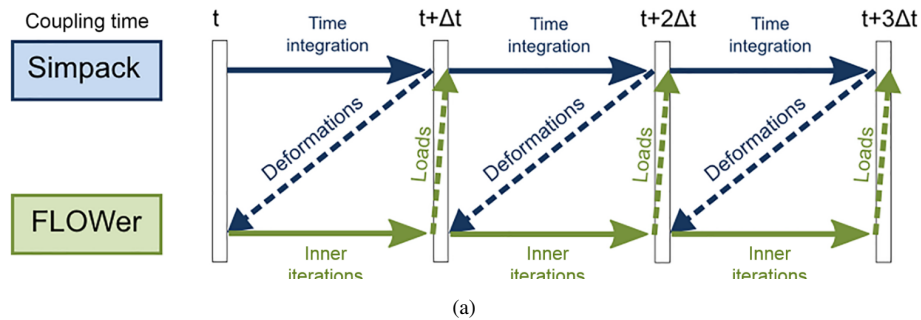 Coupling time
t
t+Δt
t+2Δt
t+3Δt
Simpack
Time
integration
Time
integration
Time
integration
Deformations
Loads
Deformations
Loads
Deformations
Loads
FLOWer
Inner
iterations
Inner
iterations
Inner
iterations
(a)